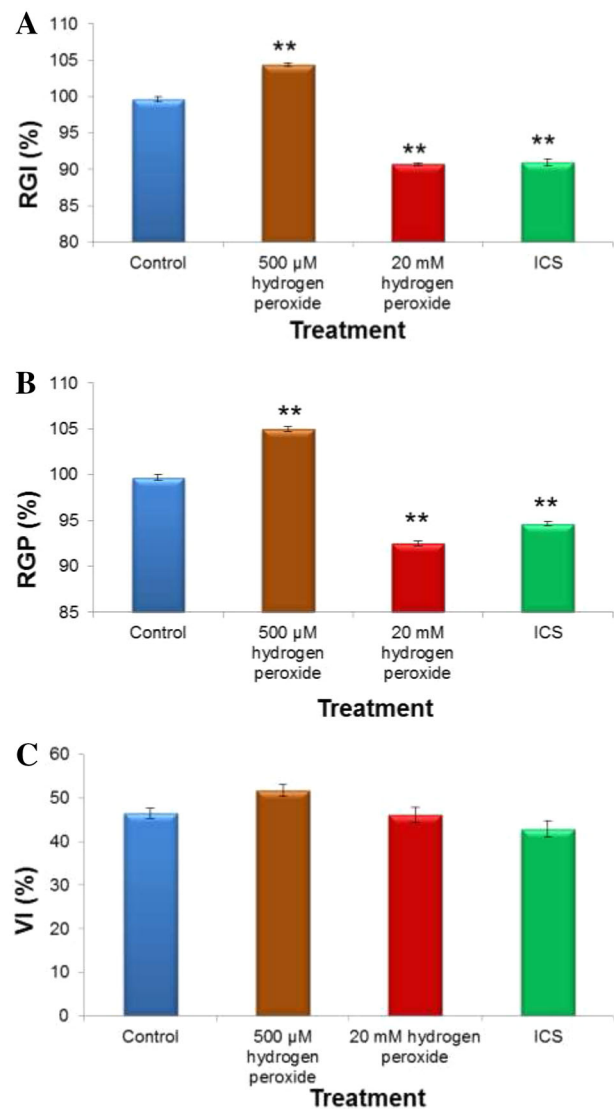 A
110
105
100
95
90
85
80
RGI (%)
**
**
**
Control
500 µM
hydrogen
peroxide
20 mM
hydrogen
peroxide
ICS
Treatment
B
110
105
100
95
90
85
RGP (%)
**
**
**
Control
500 µM
hydrogen
peroxide
20 mM
hydrogen
peroxide
ICS
Treatment
C
60
50
40
30
20
10
0
VI (%)
Control
500 µM
hydrogen
peroxide
20 mM hydrogen
peroxide
ICS
Treatment